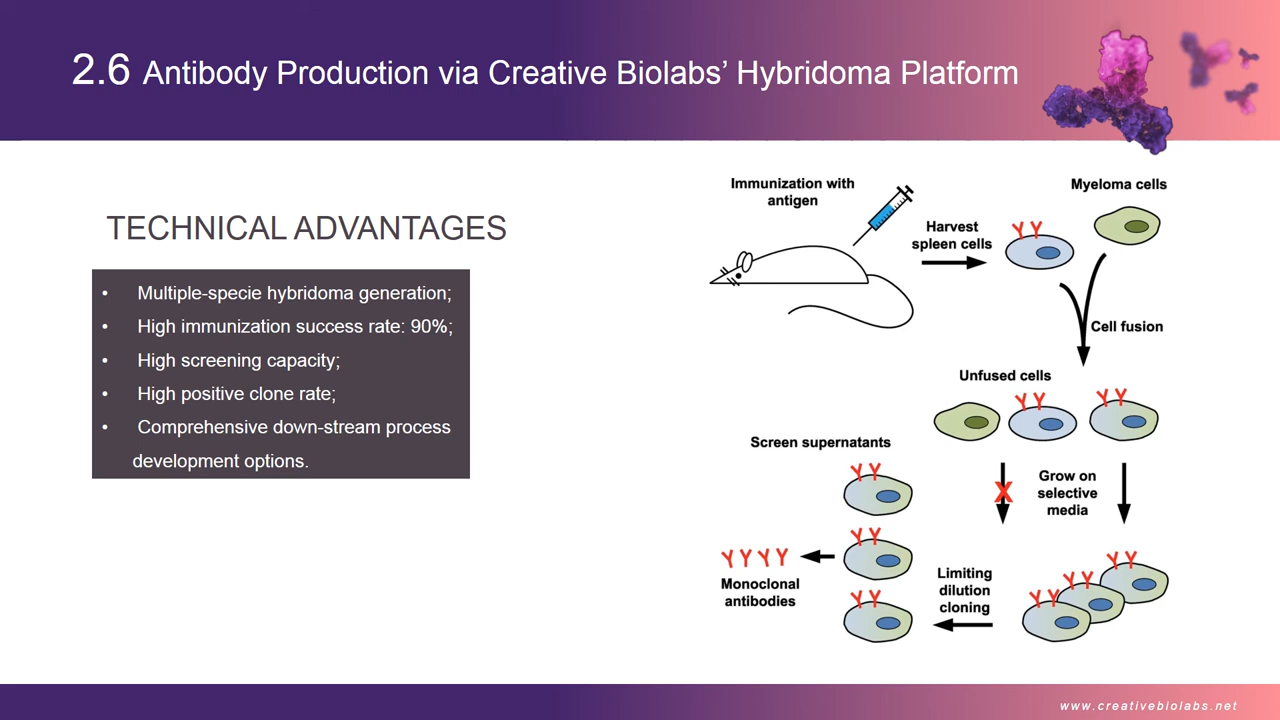 2.6 Antibody Production via Creative Biolabs’ Hybridoma Platform
TECHNICAL ADVANTAGES
• Multiple-specie hybridoma generation;
• High immunization success rate: 90%;
• High screening capacity;
• High positive clone rate;
• Comprehensive down-stream process
development options.
Immunization with
antigen
Harvest
spleen cells
Myeloma cells
Cell fusion
Unfused cells
Grow on
selective
media
Limiting
dilution
cloning
Screen supernatants
Monoclonal
antibodies
www.creativebiolabs.net